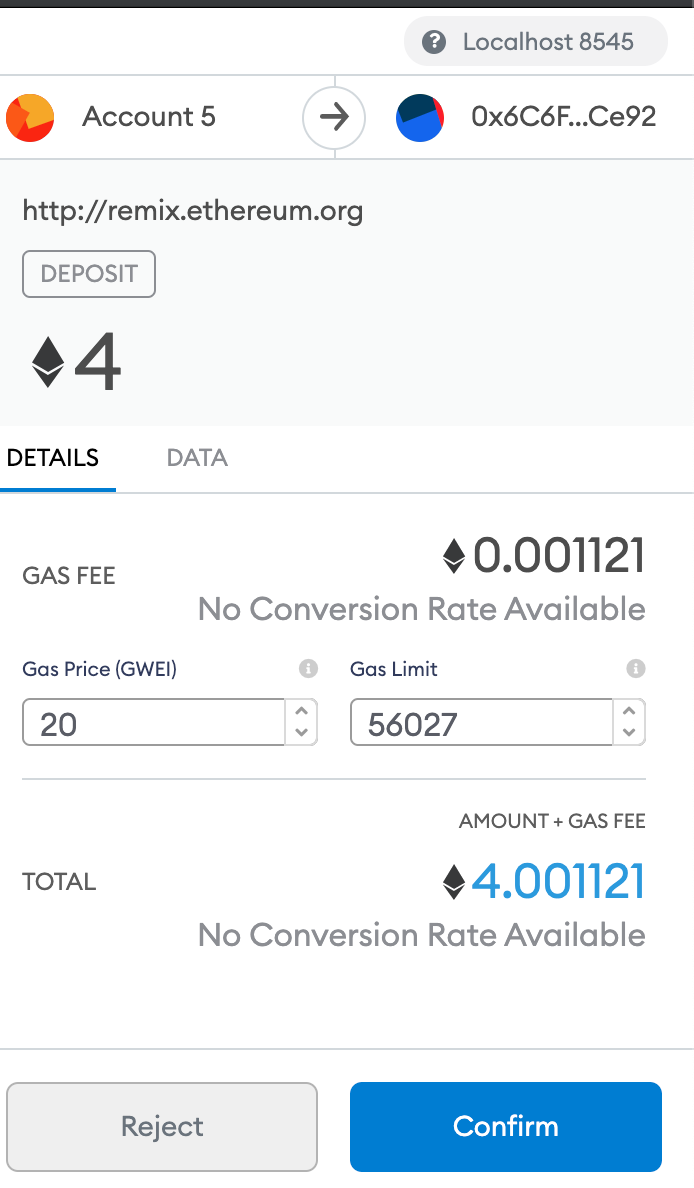 Localhost 8545
Account 5
0x6C6F...Ce92
http://remix.ethereum.org
DEPOSIT
4
DETAILS
DATA
GAS FEE
0.001121
No Conversion Rate Available
Gas Price (GWEI)
Gas Limit
20
56027
AMOUNT + GAS FEE
TOTAL
4.001121
No Conversion Rate Available
Reject
Confirm